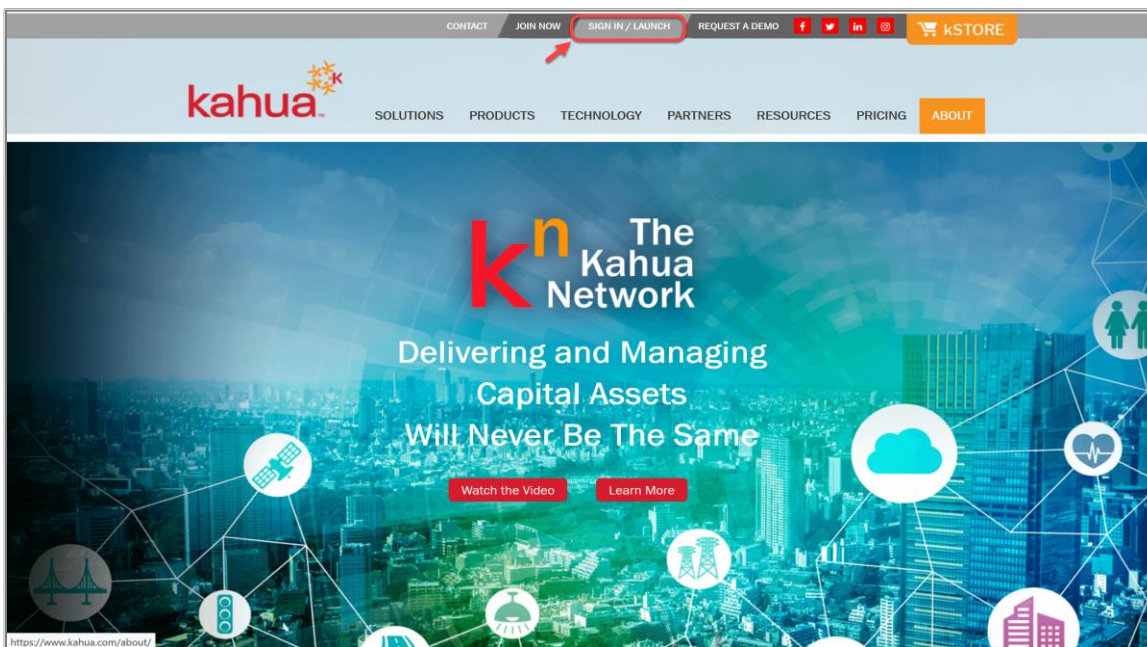 CONTACT JOIN NOW SIGN IN / LAUNCH REQUEST A DEMO f in kSTORE
kahua K
SOLUTIONS PRODUCTS TECHNOLOGY PARTNERS RESOURCES PRICING ABOUT
kn The
Kahua
Network
Delivering and Managing
Capital Assets
Will Never Be The Same
Watch the Video Learn More
https://www.kahua.com/about/